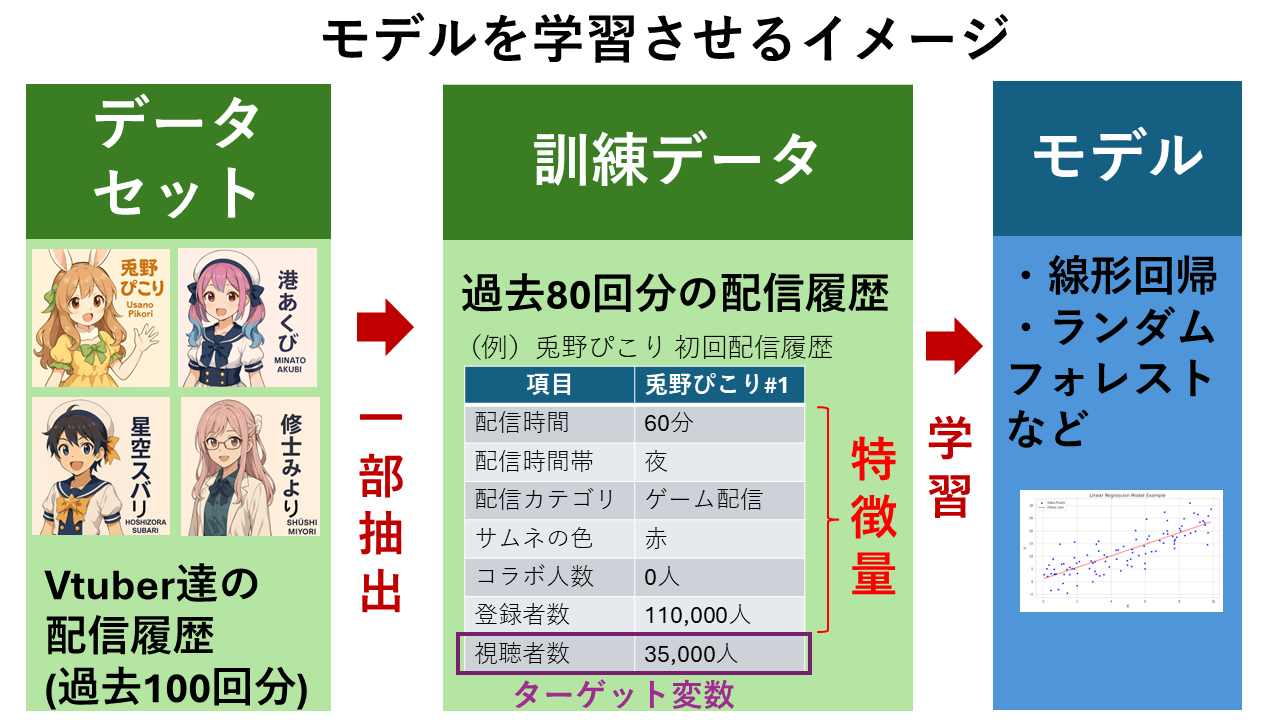 モデルを学習させるイメージ
データ
セット
兎野
ぴこり
Usano
Pikori
港あくび
MINATO
AKUBI
星空スバリ
HOSHIZORA
SUBARI
修士みより
SHŪSHI
MIYORI
Vtuber達の
配信履歴
(過去100回分)
一部抽出
訓練データ
過去80回分の配信履歴
（例）兎野ぴこり 初回配信履歴
項目 兎野ぴこり#1
配信時間 60分
配信時間帯 夜
配信カテゴリ ゲーム配信
サムネの色 赤
コラボ人数 0人
登録者数 110,000人
視聴者数 35,000人
特徴量
ターゲット変数
学習
モデル
・線形回帰
・ランダム
フォレスト
など
Linear Regression Model Example